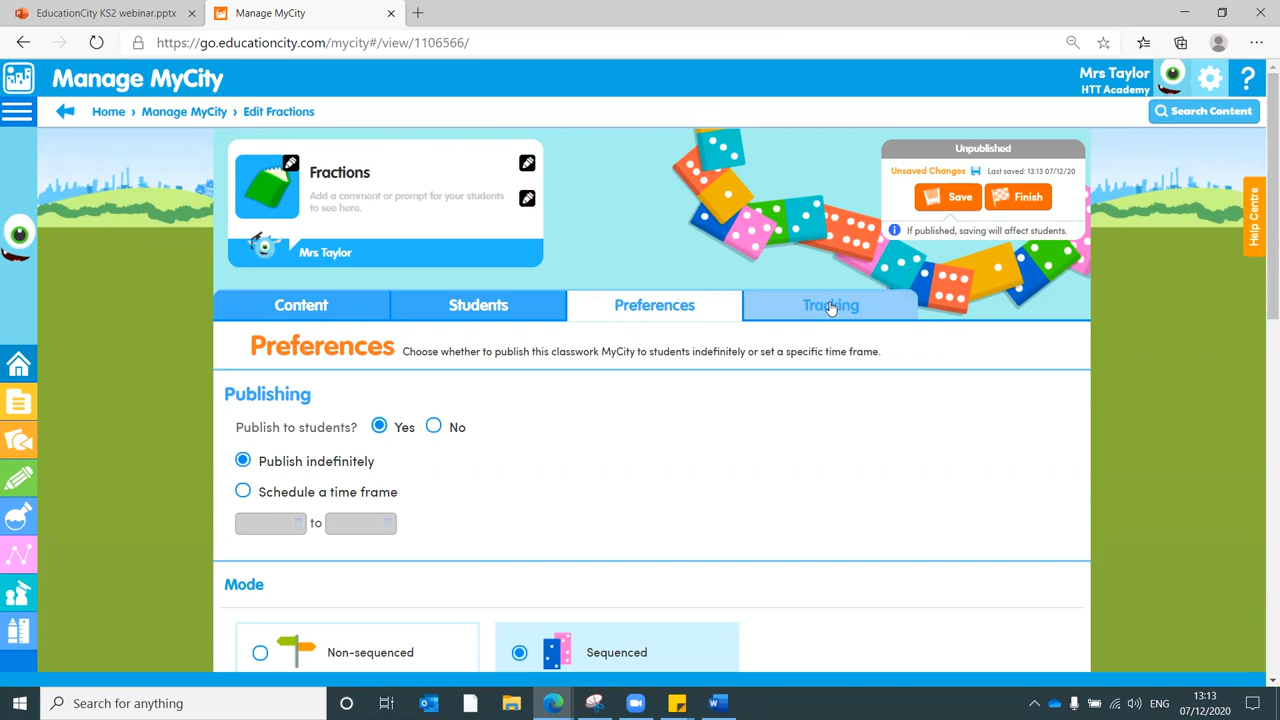 EducationCity KS2 webinar.pptx
Manage MyCity
https://go.educationcity.com/mycity#/view/1106566/
Manage MyCity
Mrs Taylor
HTT Academy
?
Home › Manage MyCity › Edit Fractions
Search Content
Fractions
Add a comment or prompt for your students
to see here.
Mrs Taylor
Unpublished
Unsaved Changes Last saved: 13:13 07/12/20
Save Finish
If published, saving will affect students.
Help Centre
Content Students Preferences Tracking
Preferences Choose whether to publish this classwork MyCity to students indefinitely or set a specific time frame.
Publishing
Publish to students? Yes No
Publish indefinitely
Schedule a time frame
to
Mode
Non-sequenced Sequenced
Search for anything
ENG
13:13
07/12/2020